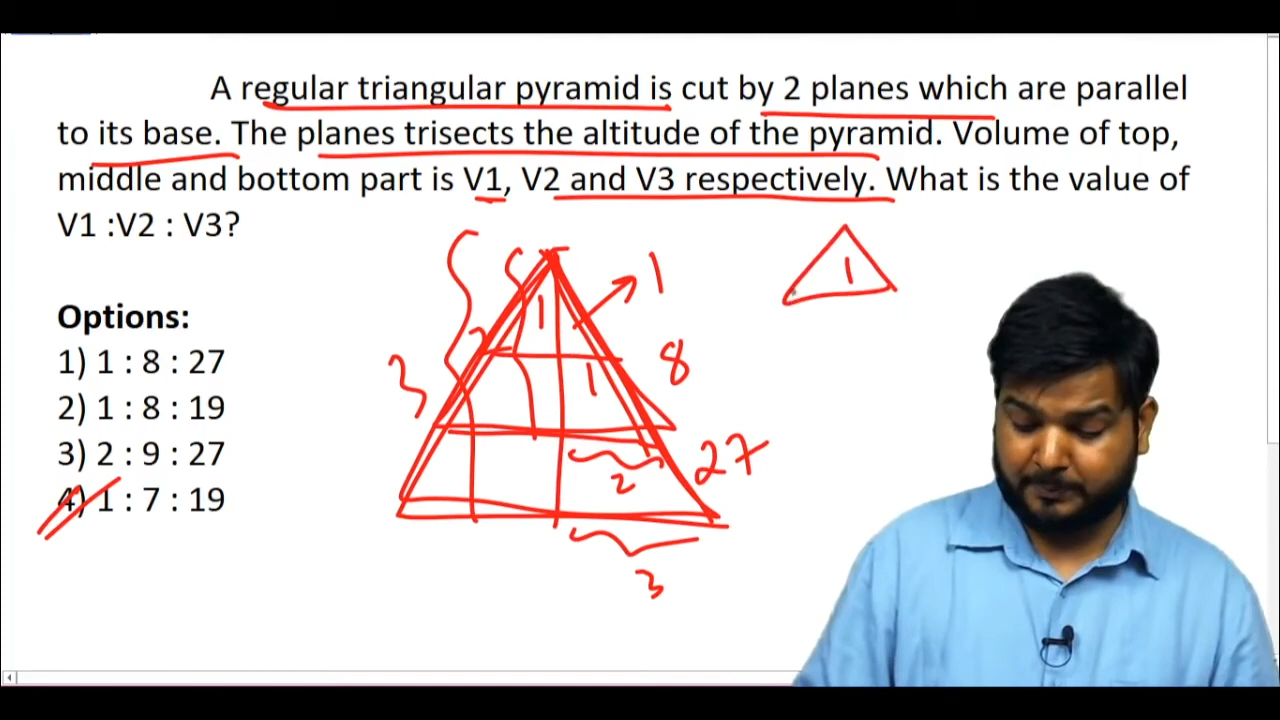 A regular triangular pyramid is cut by 2 planes which are parallel
to its base. The planes trisects the altitude of the pyramid. Volume of top,
middle and bottom part is V1, V2 and V3 respectively. What is the value of
V1 :V2 : V3?
Options:
1) 1 : 8 : 27
2) 1 : 8 : 19
3) 2 : 9 : 27
4) 1 : 7 : 19
1
1
1
2
3
1
8
2
27
3